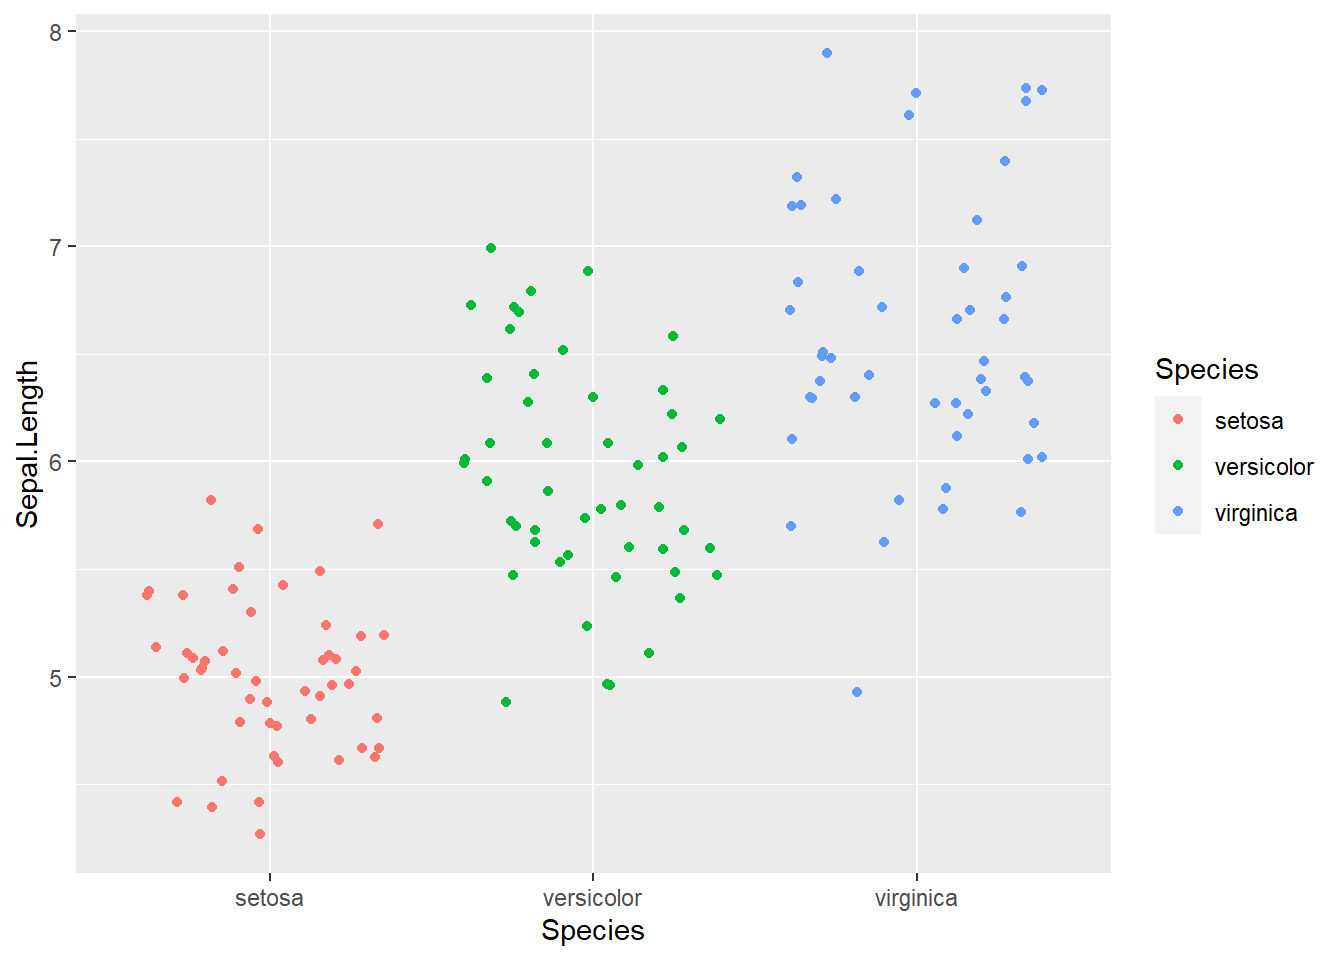 8
7
6
5
Sepal.Length
setosa
versicolor
virginica
Species
Species
setosa
versicolor
virginica